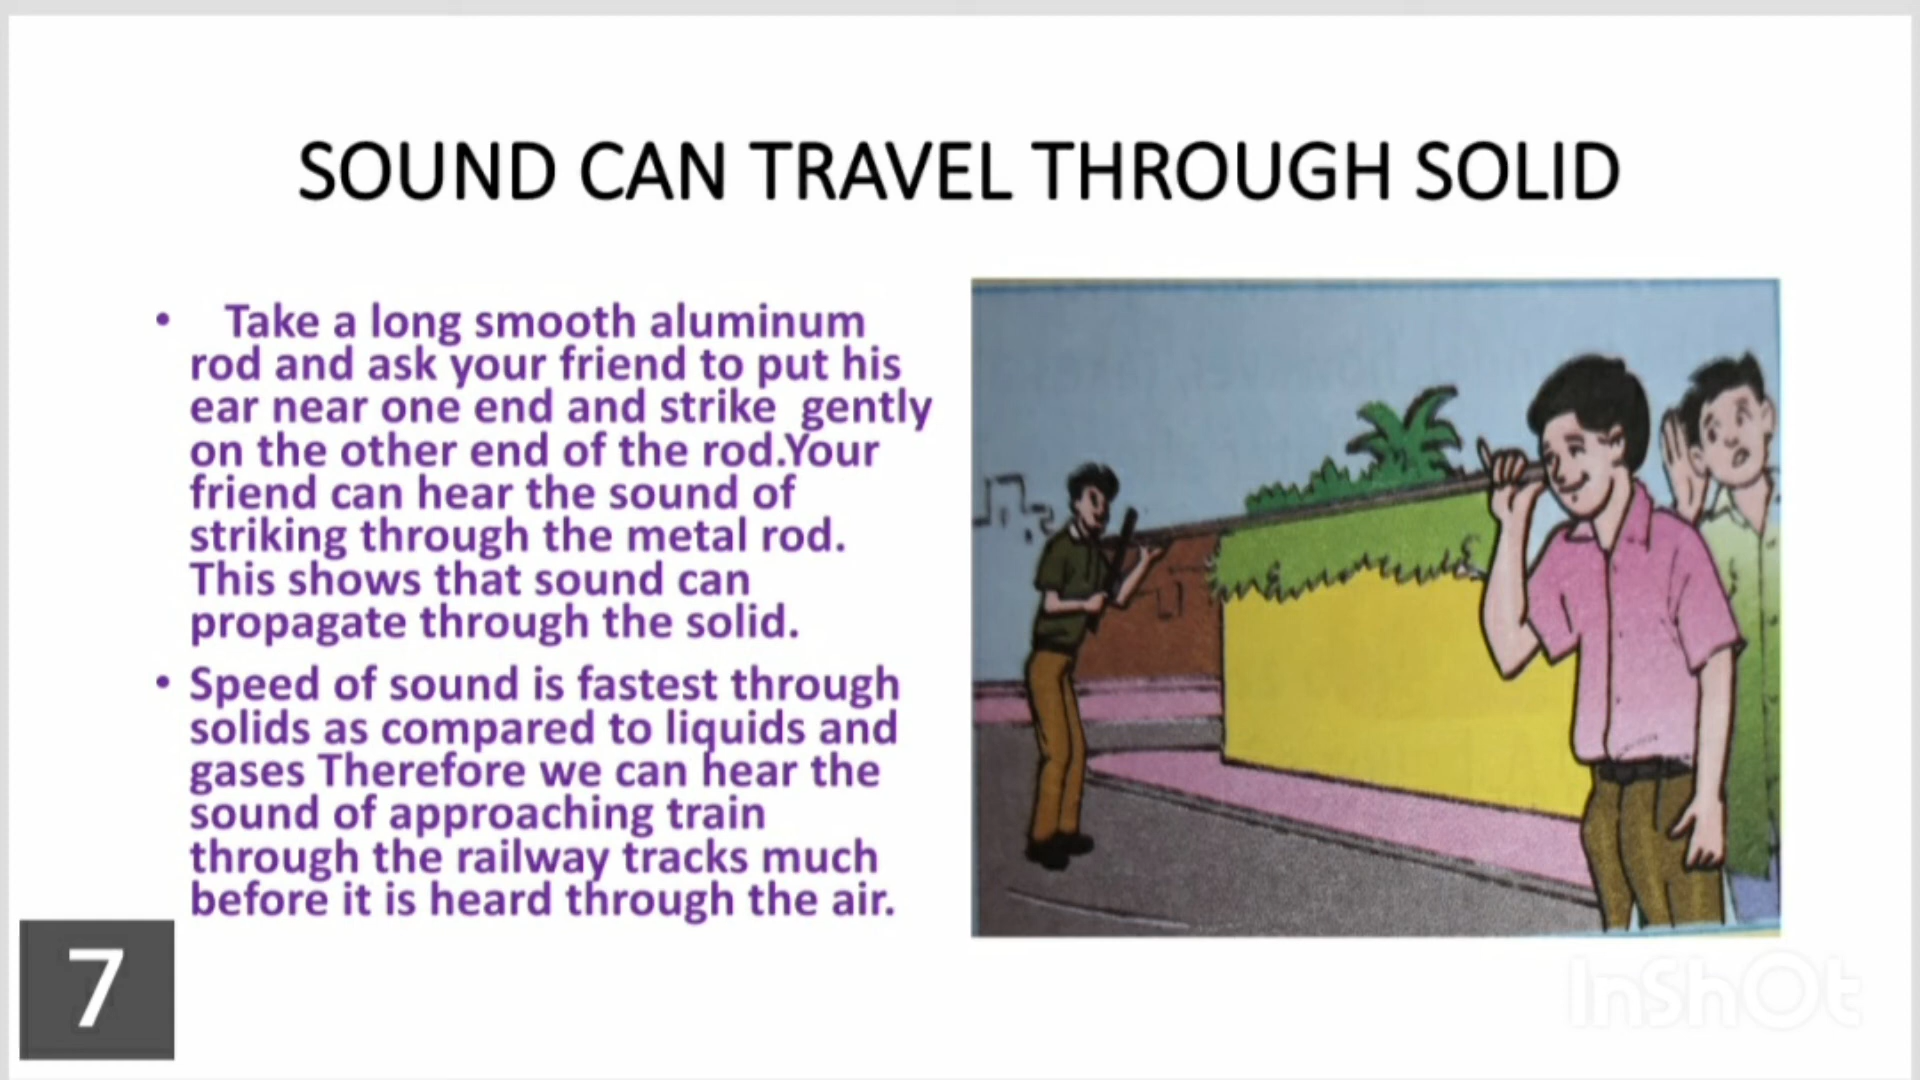 SOUND CAN TRAVEL THROUGH SOLID
• Take a long smooth aluminum
rod and ask your friend to put his
ear near one end and strike gently
on the other end of the rod.Your
friend can hear the sound of
striking through the metal rod.
This shows that sound can
propagate through the solid.
• Speed of sound is fastest through
solids as compared to liquids and
gases Therefore we can hear the
sound of approaching train
through the railway tracks much
before it is heard through the air.
7
InShOt